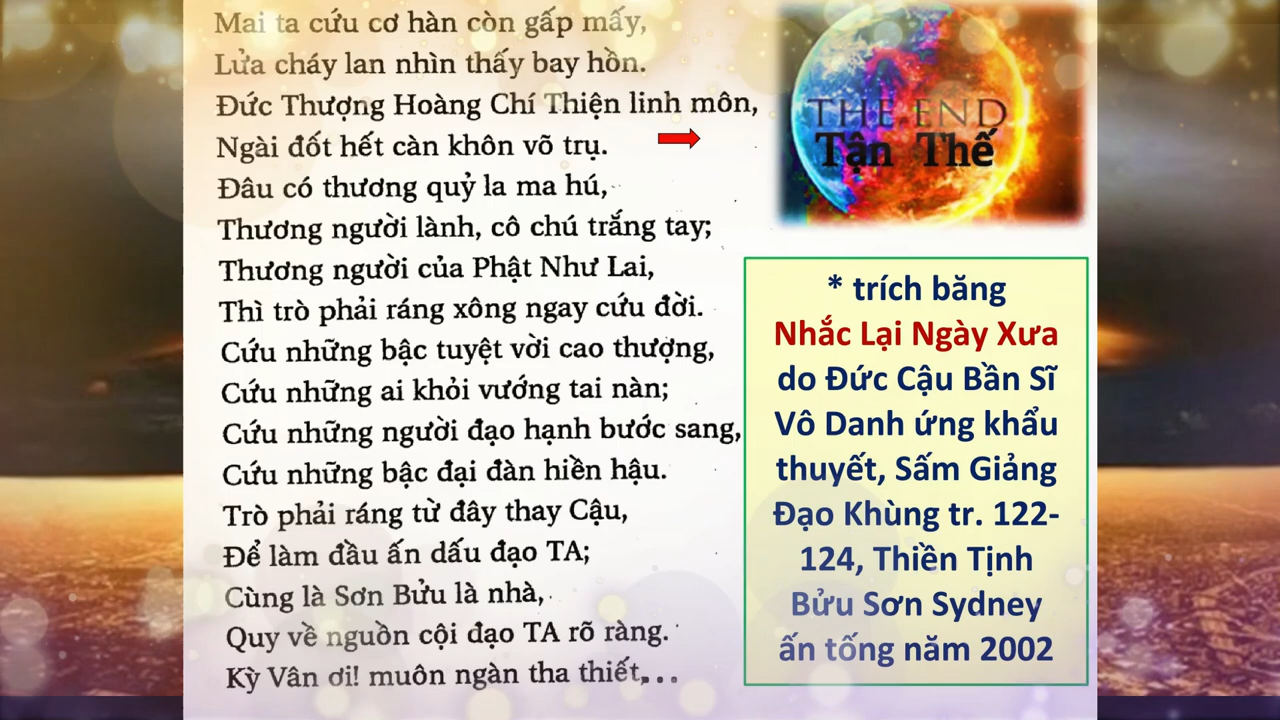 Mai ta cứu cơ hàn còn gấp mấy,
Lửa cháy lan nhìn thấy bay hồn.
Đức Thượng Hoàng Chí Thiện linh môn,
Ngài đốt hết càn khôn võ trụ.
Đâu có thương quỷ la ma hú,
Thương người lành, cô chú trắng tay;
Thương người của Phật Như Lai,
Thì trò phải ráng xông ngay cứu đời.
Cứu những bậc tuyệt vời cao thượng,
Cứu những ai khỏi vướng tai nàn;
Cứu những người đạo hạnh bước sang,
Cứu những bậc đại đàn hiền hậu.
Trò phải ráng từ đây thay Cậu,
Để làm đầu ấn dấu đạo TA;
Cùng là Sơn Bửu là nhà,
Quy về nguồn cội đạo TA rõ ràng.
Kỳ Vân ơi! muôn ngàn tha thiết,...
THE END
Tận Thế
* trích băng
Nhắc Lại Ngày Xưa
do Đức Cậu Bần Sĩ
Vô Danh ứng khẩu
thuyết, Sấm Giảng
Đạo Khùng tr. 122-
124, Thiền Tịnh
Bửu Sơn Sydney
ấn tống năm 2002